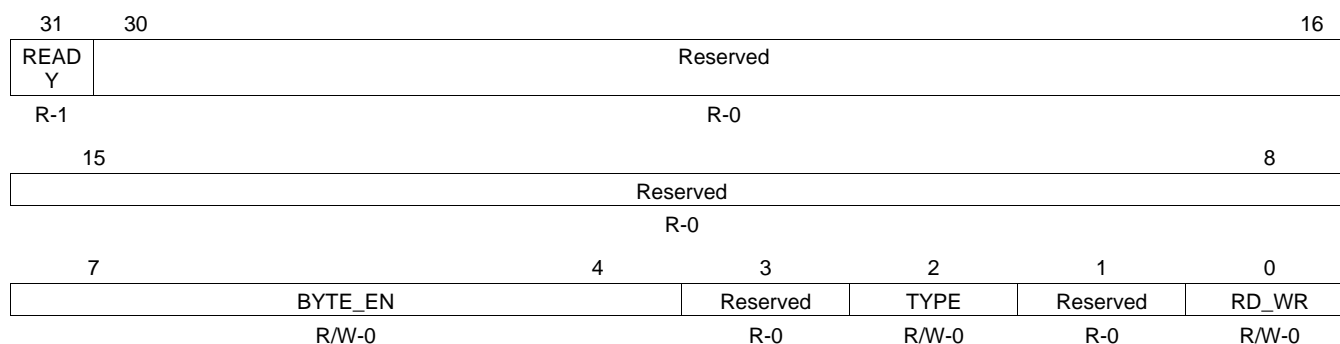 31 30 16
READ
Y Reserved
R-1 R-0
15 8
Reserved
R-0
7 4 3 2 1 0
BYTE_EN Reserved TYPE Reserved RD_WR
R/W-0 R-0 R/W-0 R-0 R/W-0